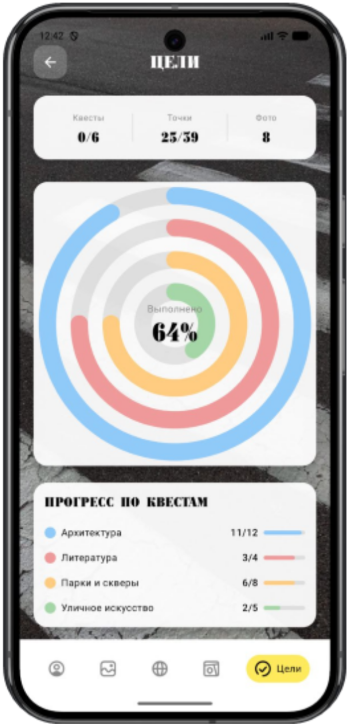 12:42
ЦЕЛИ
Квесты Точки Фото
0/6 25/39 8
Выполнено
64%
ПРОГРЕСС ПО КВЕСТАМ
Архитектура 11/12
Литература 3/4
Парки и скверы 6/8
Уличное искусство 2/5
Цели